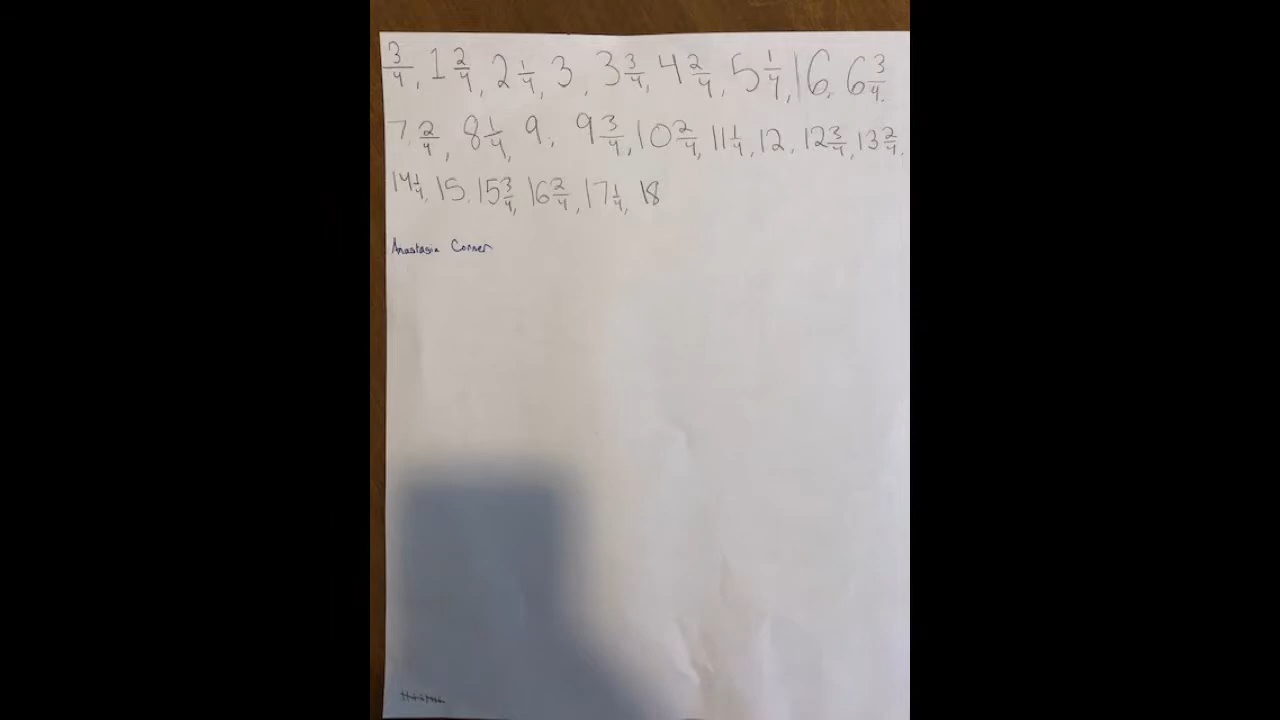 3/4, 1 2/4, 2 1/4, 3, 3 3/4, 4 2/4, 5 1/4, 16, 6 3/4,
7, 2/4, 8 1/4, 9, 9 3/4, 10 2/4, 11 1/4, 12, 12 3/4, 13 2/4,
14 1/4, 15, 15 3/4, 16 2/4, 17 1/4, 18
Anastasia Conner